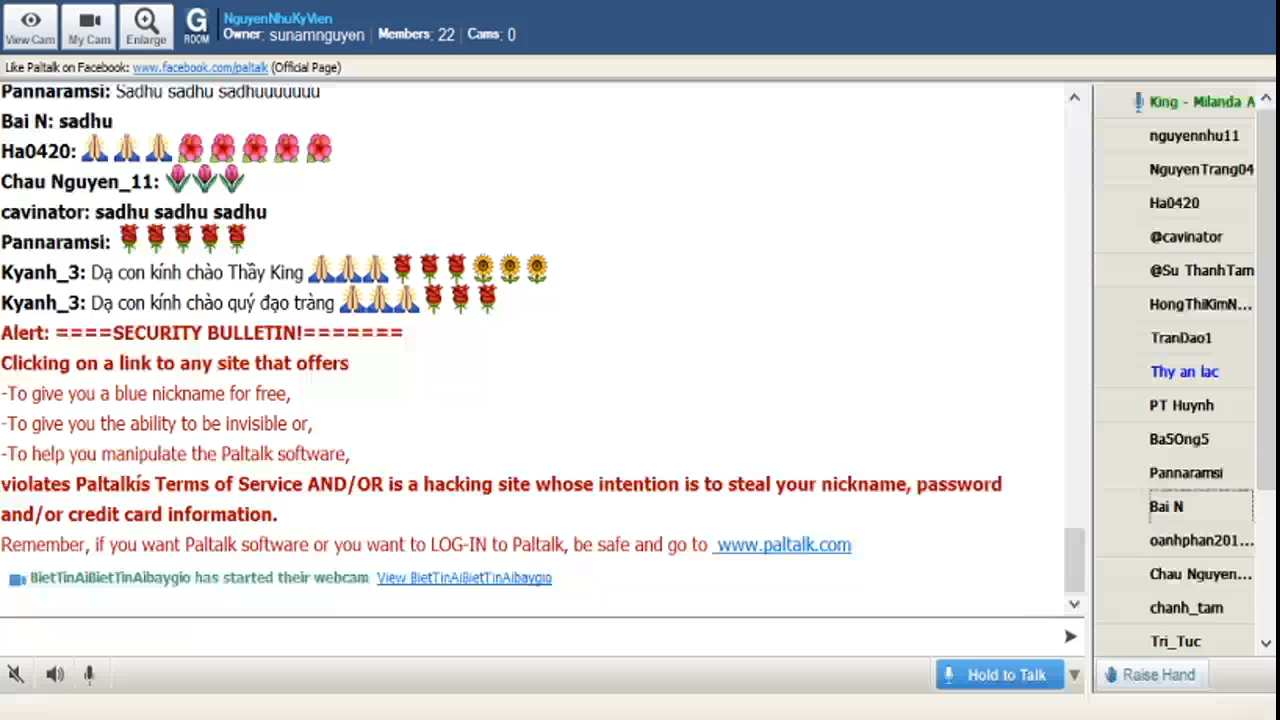 View Cam
My Cam
Enlarge
G
ROOM
NguyenNhuKyVien
Owner: sunamnguyen | Members: 22 | Cams: 0
Like Paltalk on Facebook: www.facebook.com/paltalk (Official Page)
Pannaramsi: Sadhu sadhu sadhuuuuuuu
Bai N: sadhu
Ha0420:
Chau Nguyen_11:
cavinator: sadhu sadhu sadhu
Pannaramsi:
Kyanh_3: Dạ con kính chào Thầy King
Kyanh_3: Dạ con kính chào quý đạo tràng
Alert: ====SECURITY BULLETIN!=======
Clicking on a link to any site that offers
-To give you a blue nickname for free,
-To give you the ability to be invisible or,
-To help you manipulate the Paltalk software,
violates Paltalkís Terms of Service AND/OR is a hacking site whose intention is to steal your nickname, password
and/or credit card information.
Remember, if you want Paltalk software or you want to LOG-IN to Paltalk, be safe and go to www.paltalk.com
BietTinAiBietTinAibaygio has started their webcam View BietTinAiBietTinAibaygio
King - Milanda A
nguyennhu11
NguyenTrang04
Ha0420
@cavinator
@Su ThanhTam
HongThiKimN...
TranDao1
Thy an lac
PT Huynh
Ba5Ong5
Pannaramsi
Bai N
oanhphan201...
Chau Nguyen...
chanh_tam
Tri_Tuc
Hold to Talk
Raise Hand